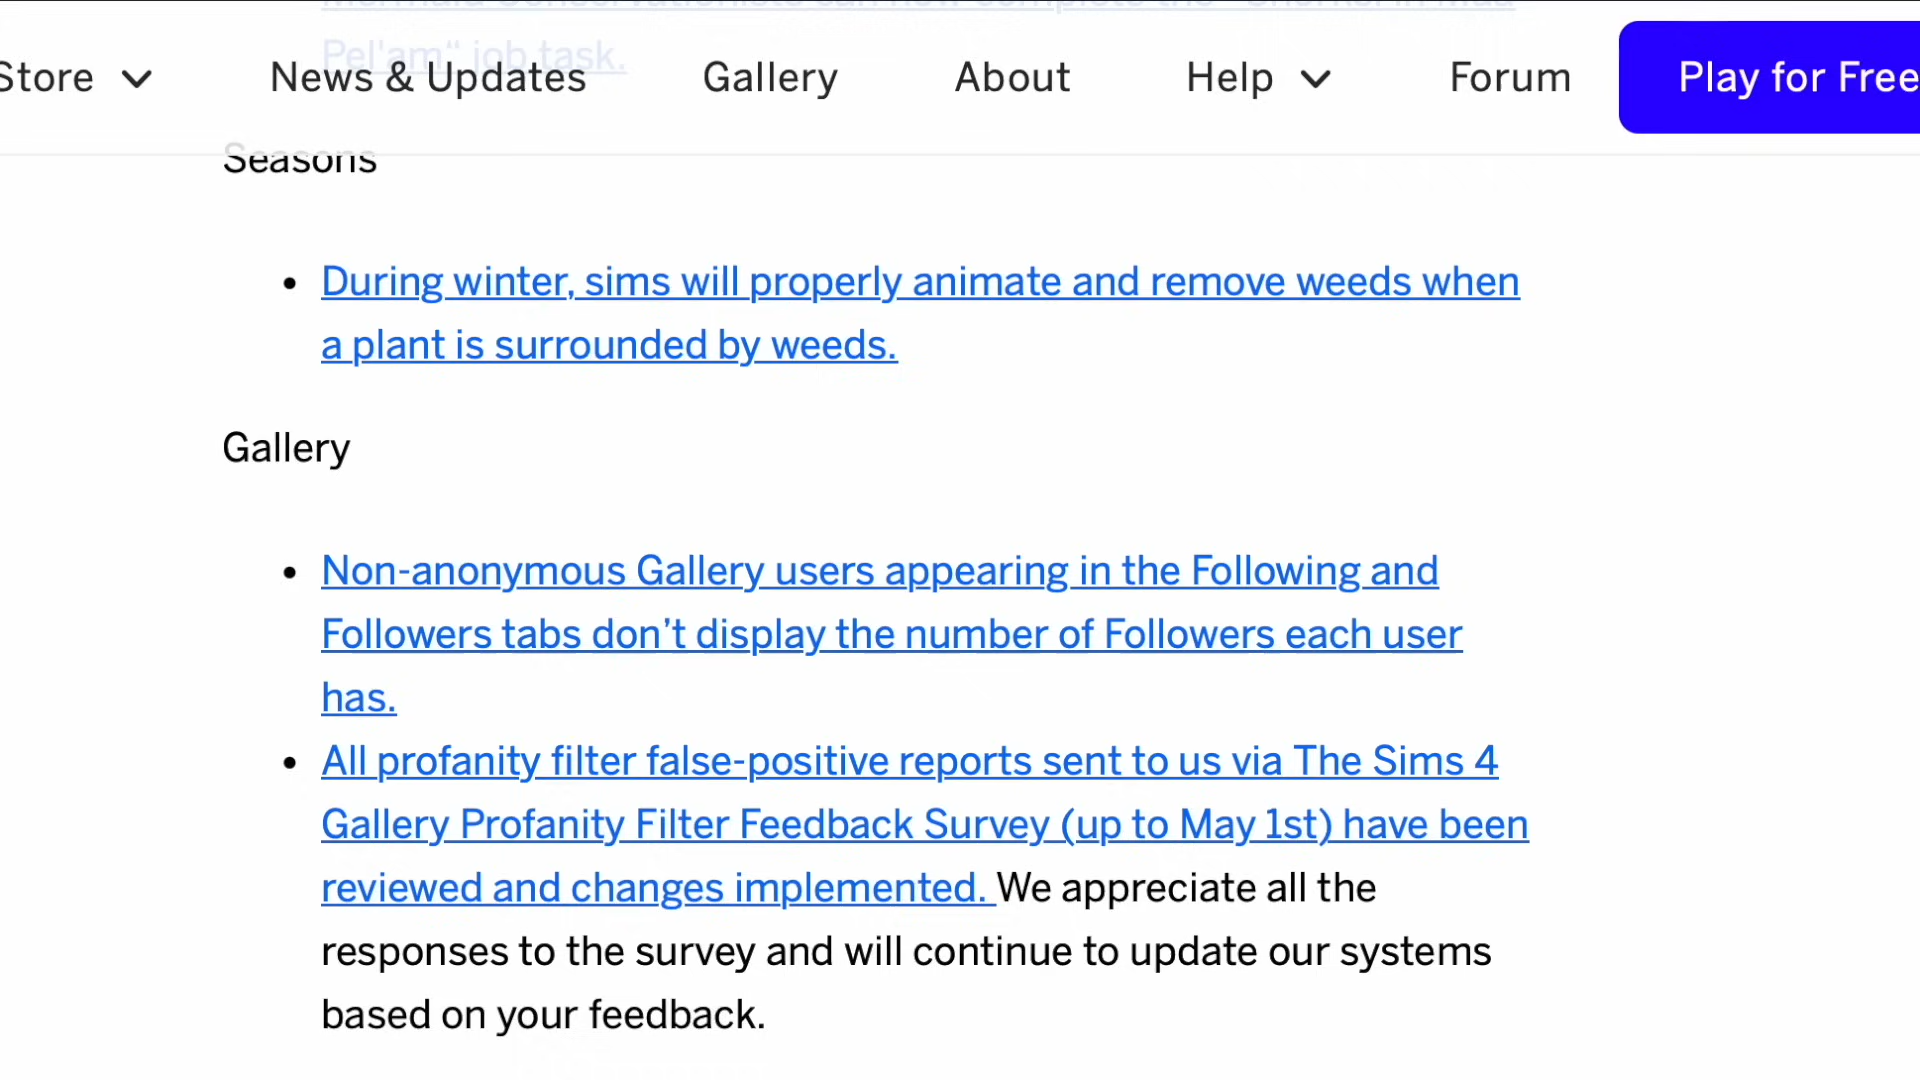 Pel'am“ job task.
Store
News & Updates
Gallery
About
Help
Forum
Play for Free
Seasons
During winter, sims will properly animate and remove weeds when
a plant is surrounded by weeds.
Gallery
Non-anonymous Gallery users appearing in the Following and
Followers tabs don’t display the number of Followers each user
has.
All profanity filter false-positive reports sent to us via The Sims 4
Gallery Profanity Filter Feedback Survey (up to May 1st) have been
reviewed and changes implemented. We appreciate all the
responses to the survey and will continue to update our systems
based on your feedback.